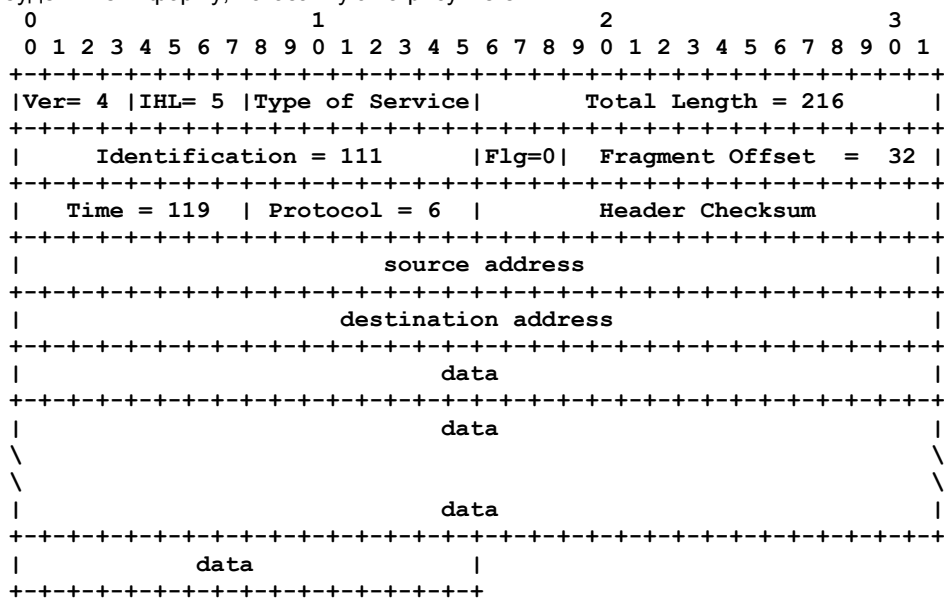 0 1 2 3
0 1 2 3 4 5 6 7 8 9 0 1 2 3 4 5 6 7 8 9 0 1 2 3 4 5 6 7 8 9 0 1
+-+-+-+-+-+-+-+-+-+-+-+-+-+-+-+-+-+-+-+-+-+-+-+-+-+-+-+-+-+-+-+-+
|Ver= 4 |IHL= 5 |Type of Service| Total Length = 216 |
+-+-+-+-+-+-+-+-+-+-+-+-+-+-+-+-+-+-+-+-+-+-+-+-+-+-+-+-+-+-+-+-+
| Identification = 111 |Flg=0| Fragment Offset = 32 |
+-+-+-+-+-+-+-+-+-+-+-+-+-+-+-+-+-+-+-+-+-+-+-+-+-+-+-+-+-+-+-+-+
| Time = 119 | Protocol = 6 | Header Checksum |
+-+-+-+-+-+-+-+-+-+-+-+-+-+-+-+-+-+-+-+-+-+-+-+-+-+-+-+-+-+-+-+-+
| source address |
+-+-+-+-+-+-+-+-+-+-+-+-+-+-+-+-+-+-+-+-+-+-+-+-+-+-+-+-+-+-+-+-+
| destination address |
+-+-+-+-+-+-+-+-+-+-+-+-+-+-+-+-+-+-+-+-+-+-+-+-+-+-+-+-+-+-+-+-+
| data |
+-+-+-+-+-+-+-+-+-+-+-+-+-+-+-+-+-+-+-+-+-+-+-+-+-+-+-+-+-+-+-+-+
| data |
\ \
\ \
| data |
+-+-+-+-+-+-+-+-+-+-+-+-+-+-+-+-+-+-+-+-+-+-+-+-+-+-+-+-+-+-+-+-+
| data |
+-+-+-+-+-+-+-+-+-+-+-+-+-+-+-+-+